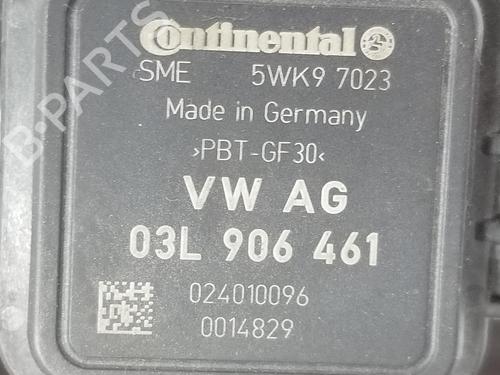 Continental
SME 5WK9 7023
Made in Germany
>PBT-GF30<
VW AG
03L 906 461
024010096
0014829
B-PARTS